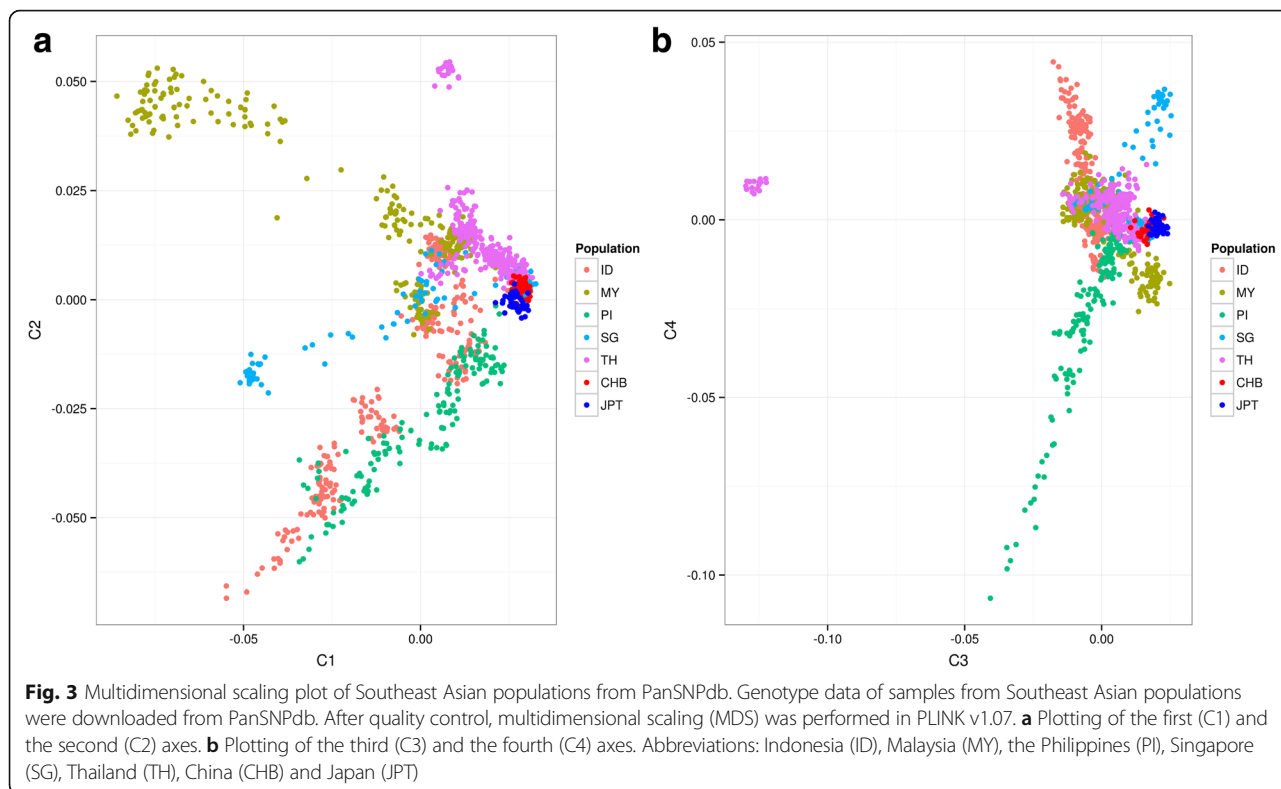 a
0.050
0.025
0.000
-0.025
-0.050
C2
-0.05
0.00
C1
Population
ID
MY
PI
SG
TH
CHB
JPT
b
0.05
0.00
-0.05
-0.10
C4
-0.10
-0.05
0.00
C3
Population
ID
MY
PI
SG
TH
CHB
JPT
Fig. 3 Multidimensional scaling plot of Southeast Asian populations from PanSNPdb. Genotype data of samples from Southeast Asian populations
were downloaded from PanSNPdb. After quality control, multidimensional scaling (MDS) was performed in PLINK v1.07. a Plotting of the first (C1) and
the second (C2) axes. b Plotting of the third (C3) and the fourth (C4) axes. Abbreviations: Indonesia (ID), Malaysia (MY), the Philippines (PI), Singapore
(SG), Thailand (TH), China (CHB) and Japan (JPT)